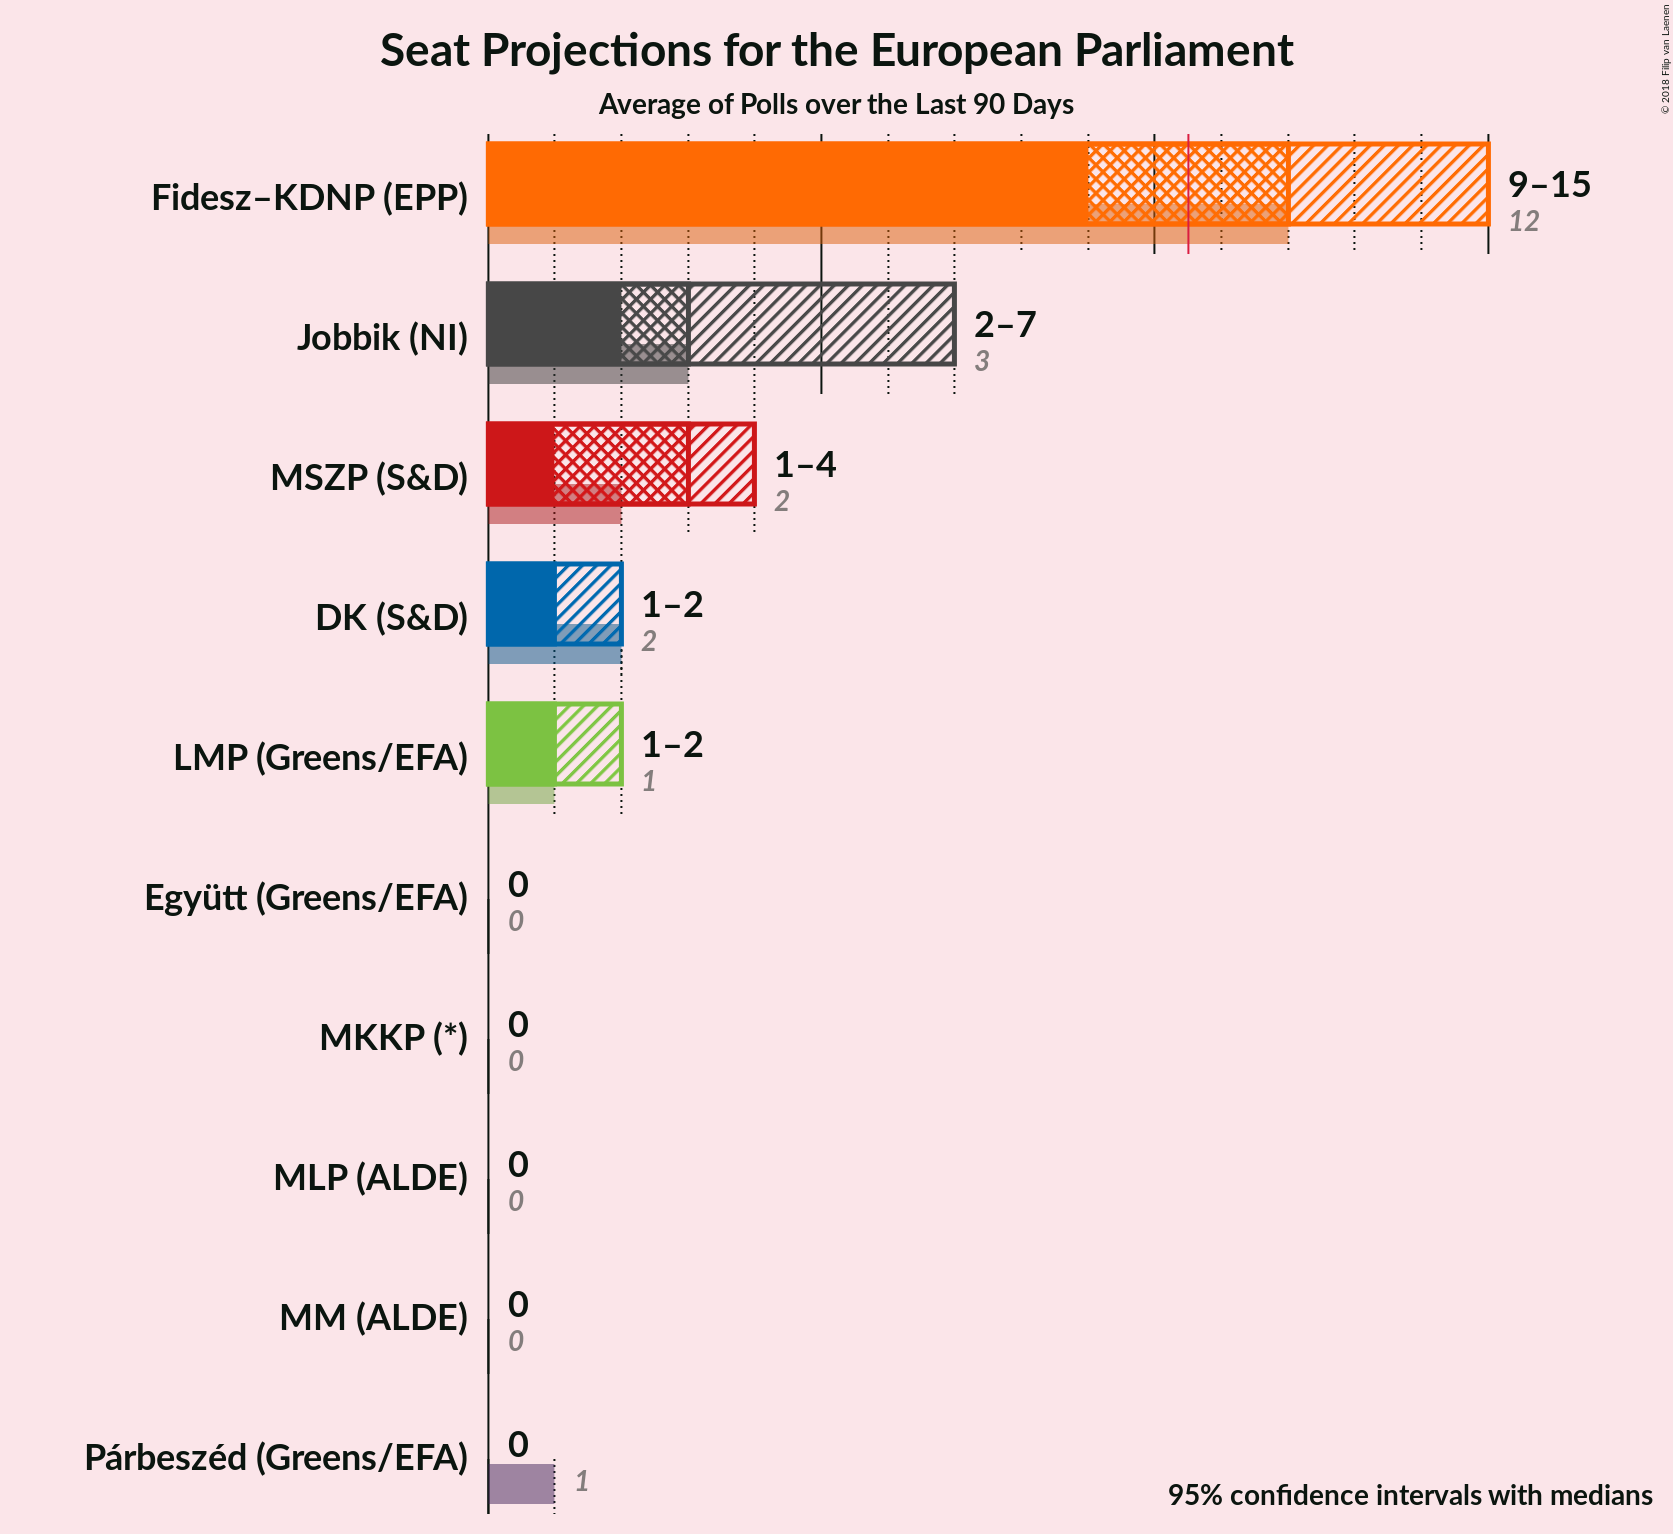 Seat Projections for the European Parliament
Average of Polls over the Last 90 Days
© 2018 Filip van Laenen
Fidesz–KDNP (EPP)
9–15
12
Jobbik (NI)
2–7
3
MSZP (S&D)
1–4
2
DK (S&D)
1–2
2
LMP (Greens/EFA)
1–2
1
Együtt (Greens/EFA)
0
0
MKKP (*)
0
0
MLP (ALDE)
0
0
MM (ALDE)
0
0
Párbeszéd (Greens/EFA)
0
1
95% confidence intervals with medians